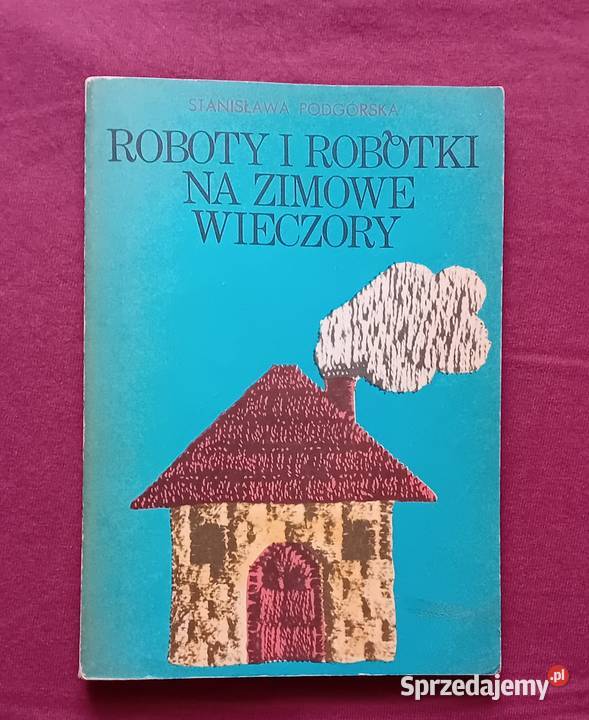 STANISŁAWA PODGÓRSKA
ROBOTY I ROBÓTKI
NA ZIMOWE
WIECZORY
Sprzedajemy.pl